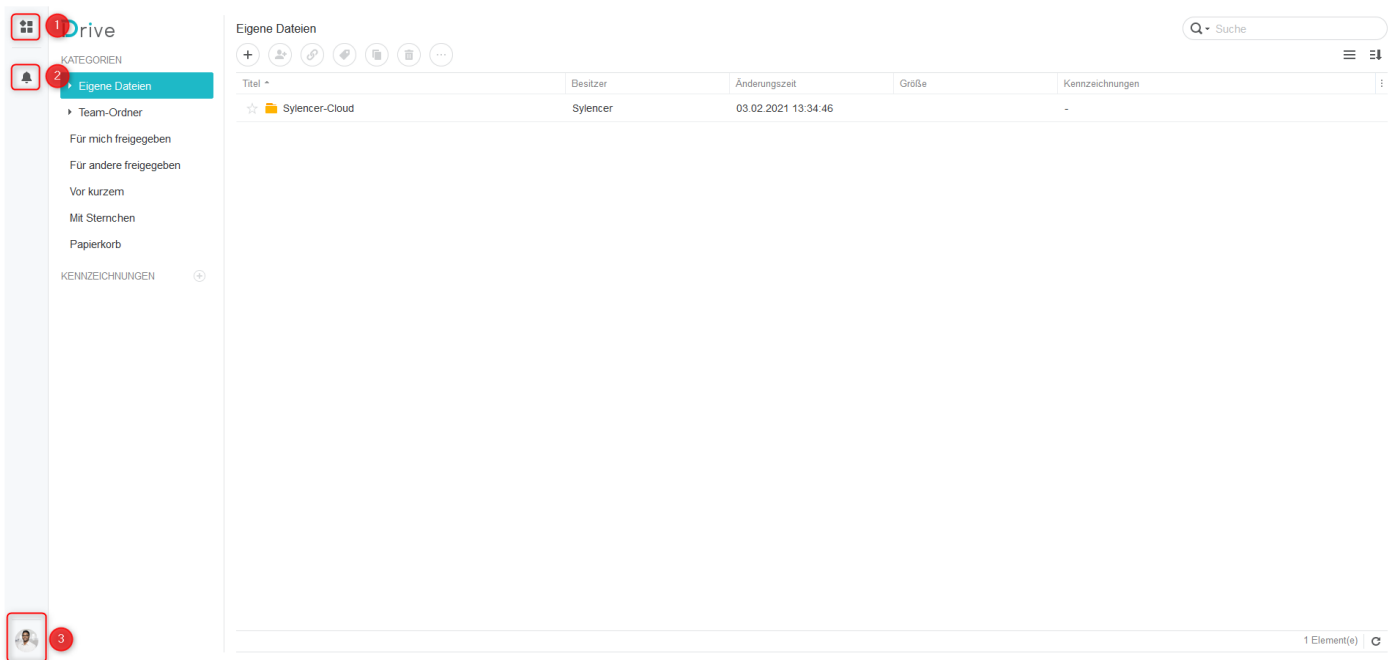 1
Drive
Eigene Dateien
Suche
KATEGORIEN
2
Eigene Dateien
Titel Besitzer Änderungszeit Größe Kennzeichnungen
Team-Ordner
Sylencer-Cloud Sylencer 03.02.2021 13:34:46 -
Für mich freigegeben
Für andere freigegeben
Vor kurzem
Mit Sternchen
Papierkorb
KENNZEICHNUNGEN
3
1 Element(e)